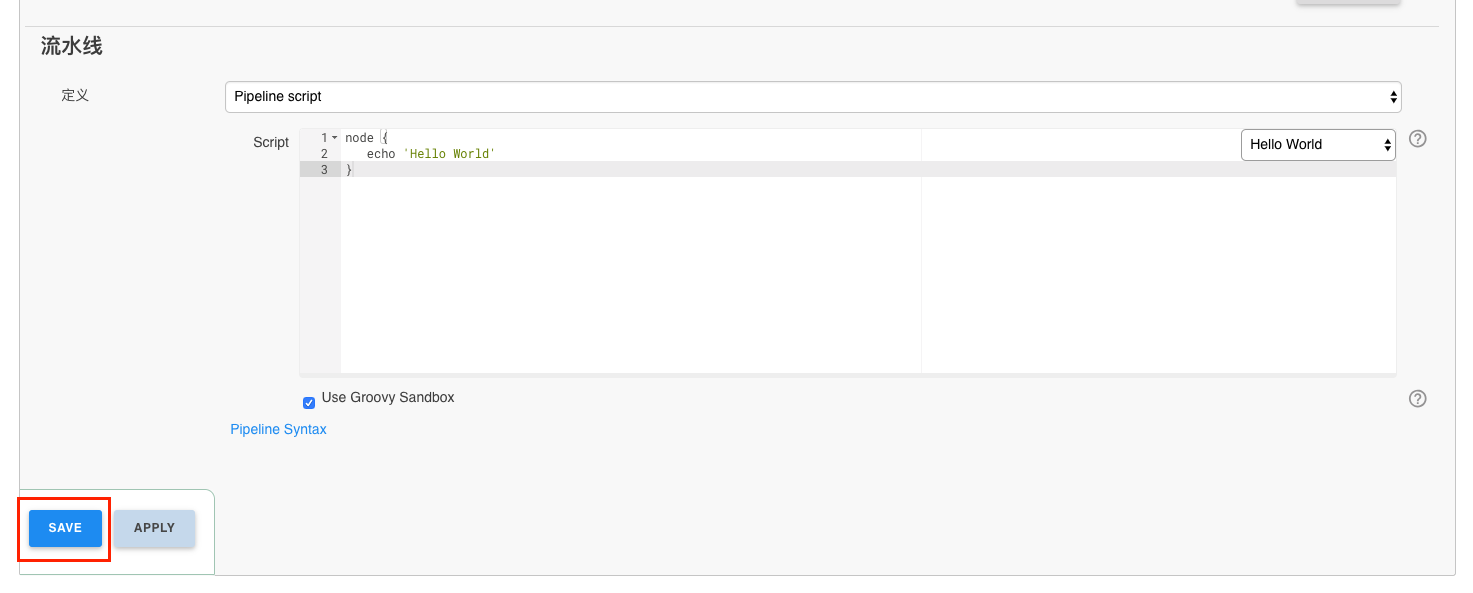 流水线
定义
Pipeline script
Script
Hello World
1 node {
2 echo 'Hello World'
3 }
Use Groovy Sandbox
Pipeline Syntax
SAVE
APPLY